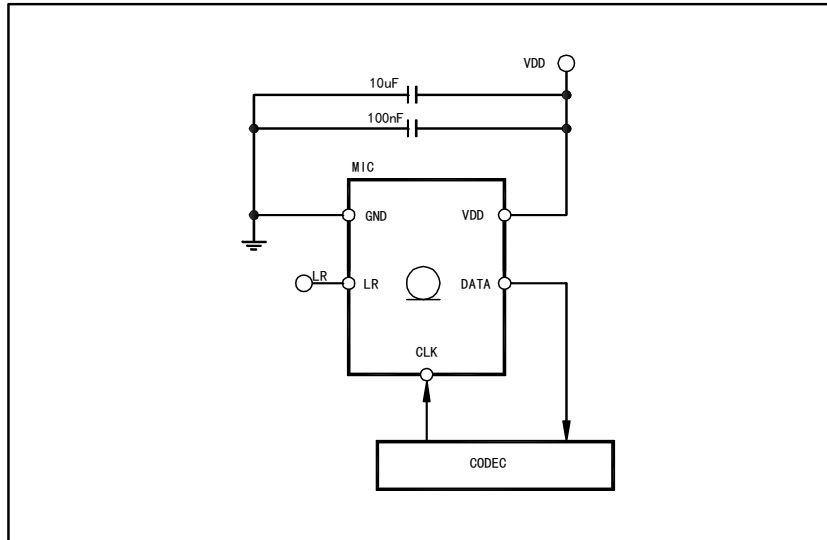 VDD
10uF
100nF
MIC
GND VDD
LR LR DATA
CLK
CODEC